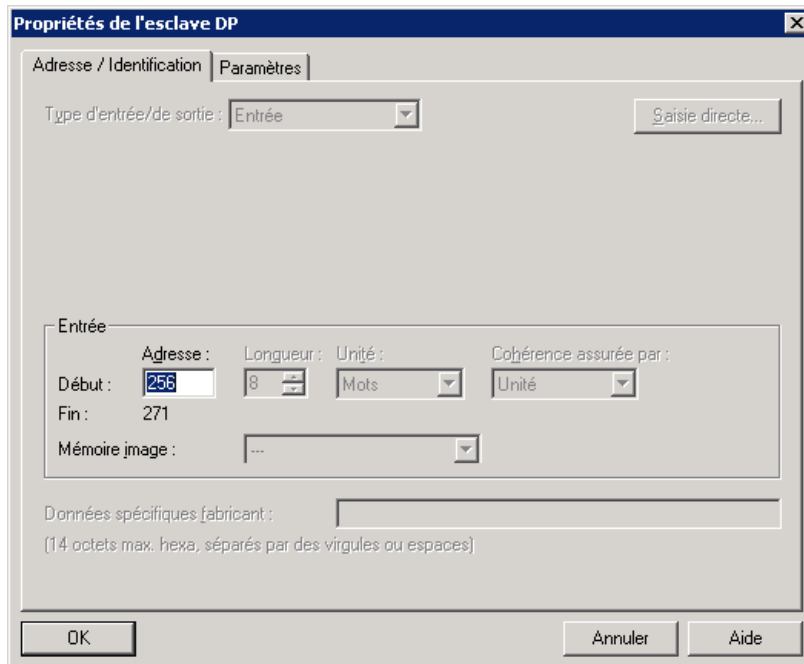 Propriétés de l'esclave DP
Adresse / Identification Paramètres
Type d'entrée/de sortie : Entrée Saisie directe...
Entrée
Adresse : Longueur : Unité : Cohérence assurée par :
Début : 256 8 Mots Unité
Fin : 271
Mémoire image : ---
Données spécifiques fabricant :
(14 octets max. hexa, séparés par des virgules ou espaces)
OK Annuler Aide